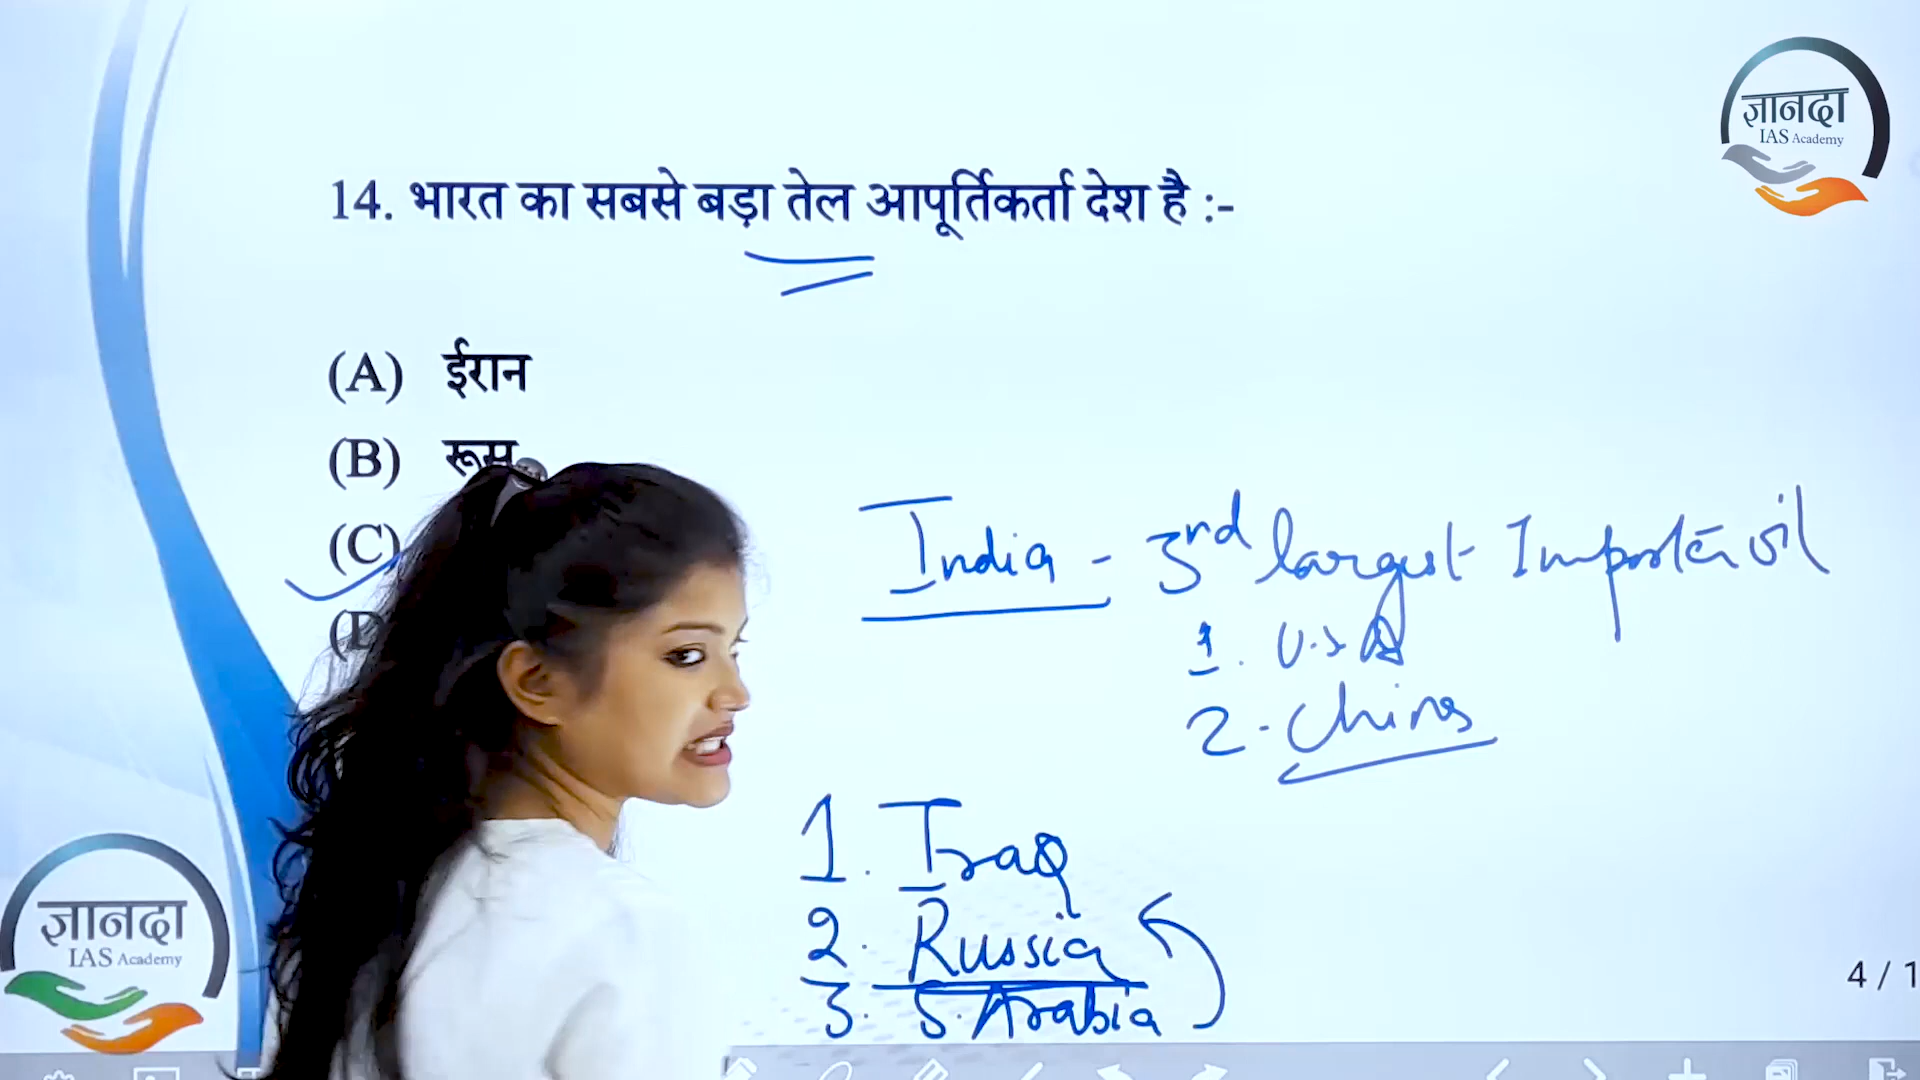 ज्ञानदा
IAS Academy
14. भारत का सबसे बड़ा तेल आपूर्तिकर्ता देश है :-
(A) ईरान
(B) रूस
(C)
(D
India - 3rd largest Importer oil
1. U.S.A
2. China
1. Iraq
2. Russia
3. S. Arabia
ज्ञानदा
IAS Academy
4 / 1